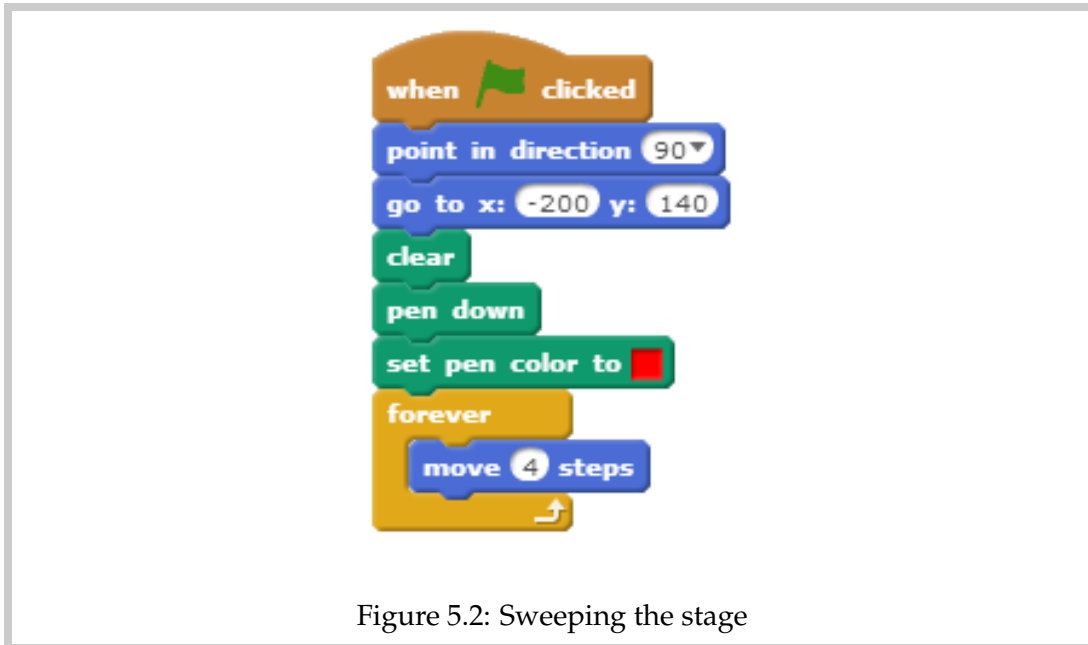 when clicked
point in direction 90
go to x: -200 y: 140
clear
pen down
set pen color to
forever
move 4 steps
Figure 5.2: Sweeping the stage